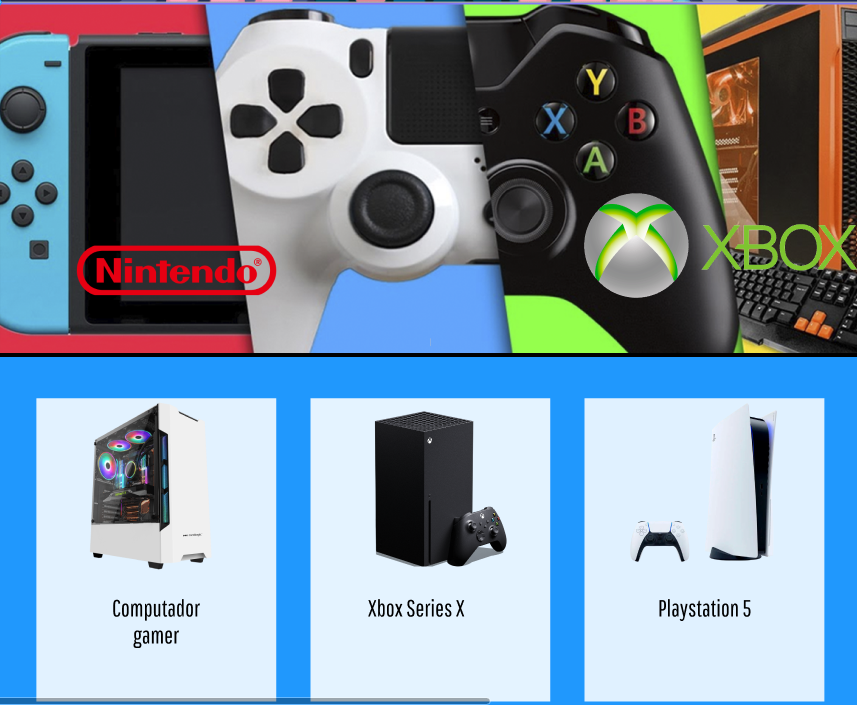 Y
X
B
A
Nintendo®
XBOX
Computador
gamer
Xbox Series X
Playstation 5